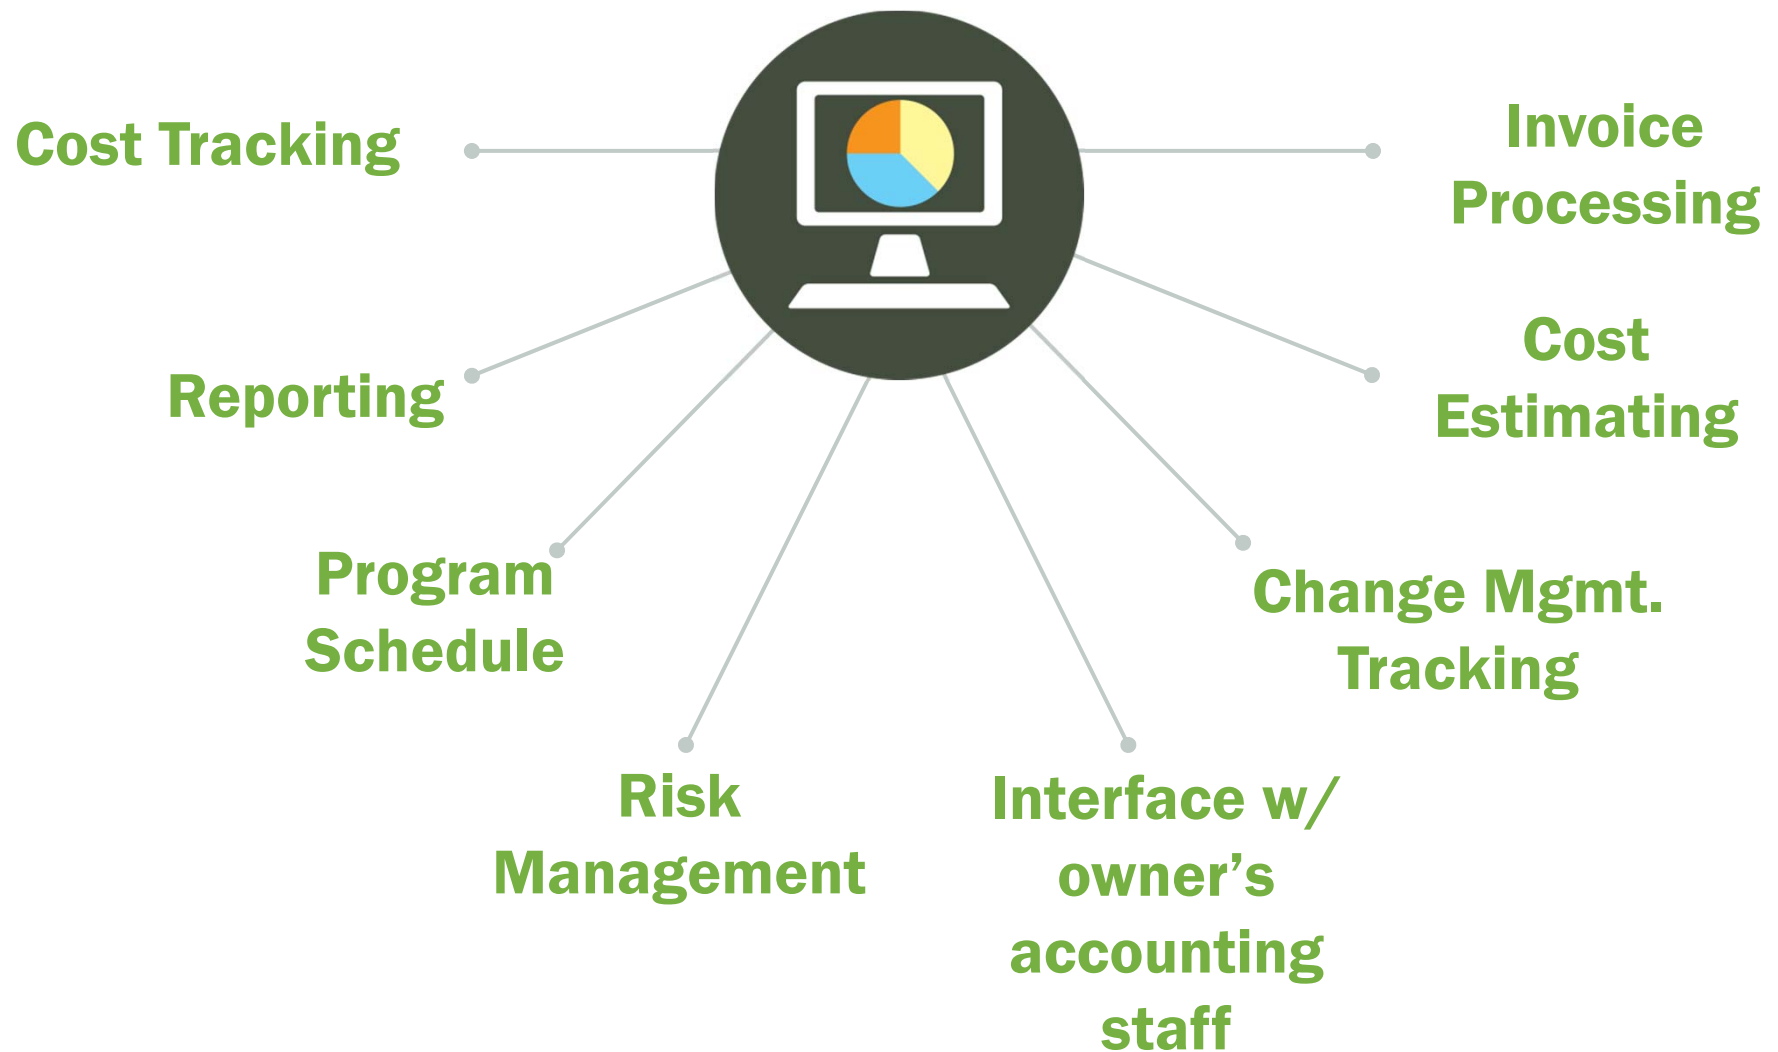 Cost Tracking
Reporting
Program
Schedule
Risk
Management
Interface w/
owner’s
accounting
staff
Change Mgmt.
Tracking
Cost
Estimating
Invoice
Processing